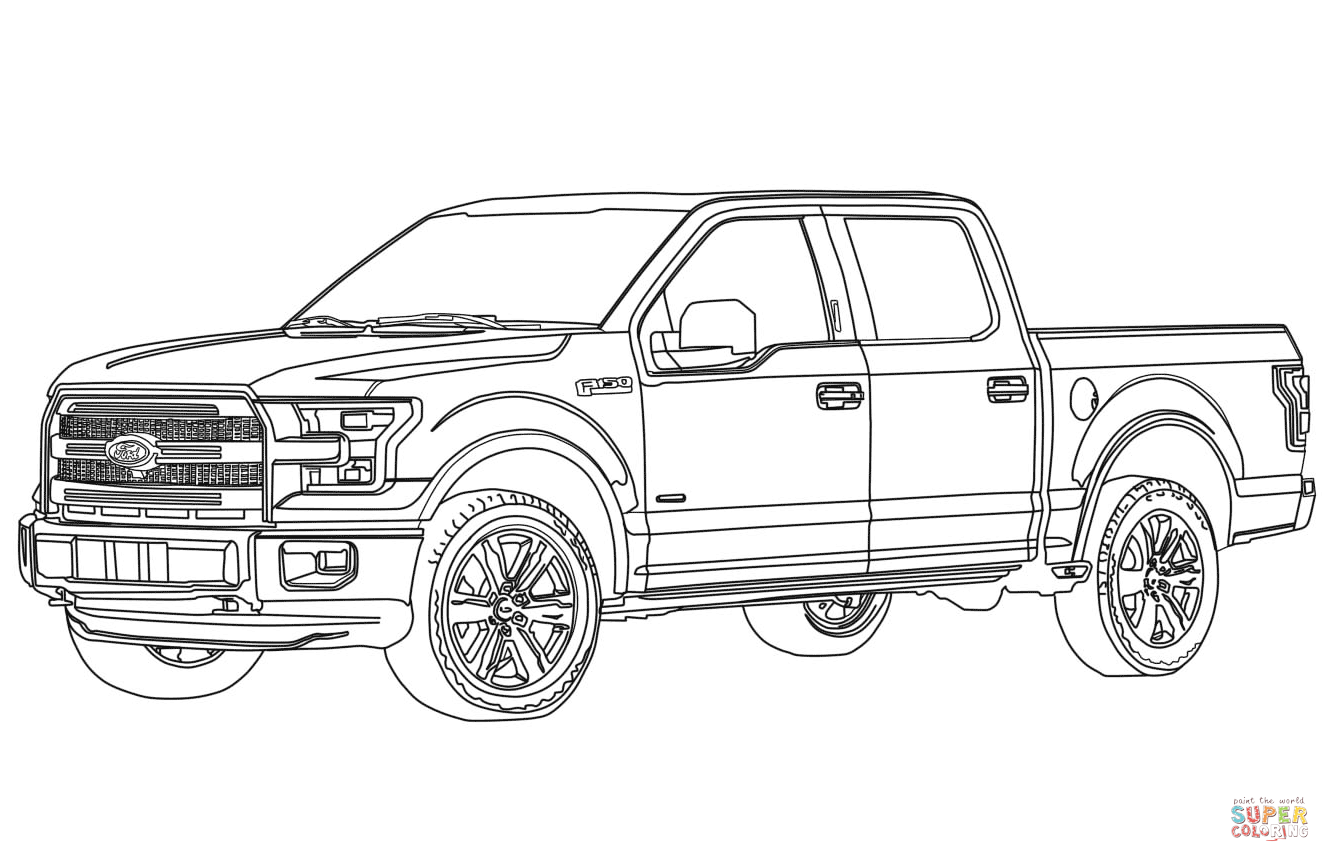 F150
Ford
paint the world
SUPER
COLORING